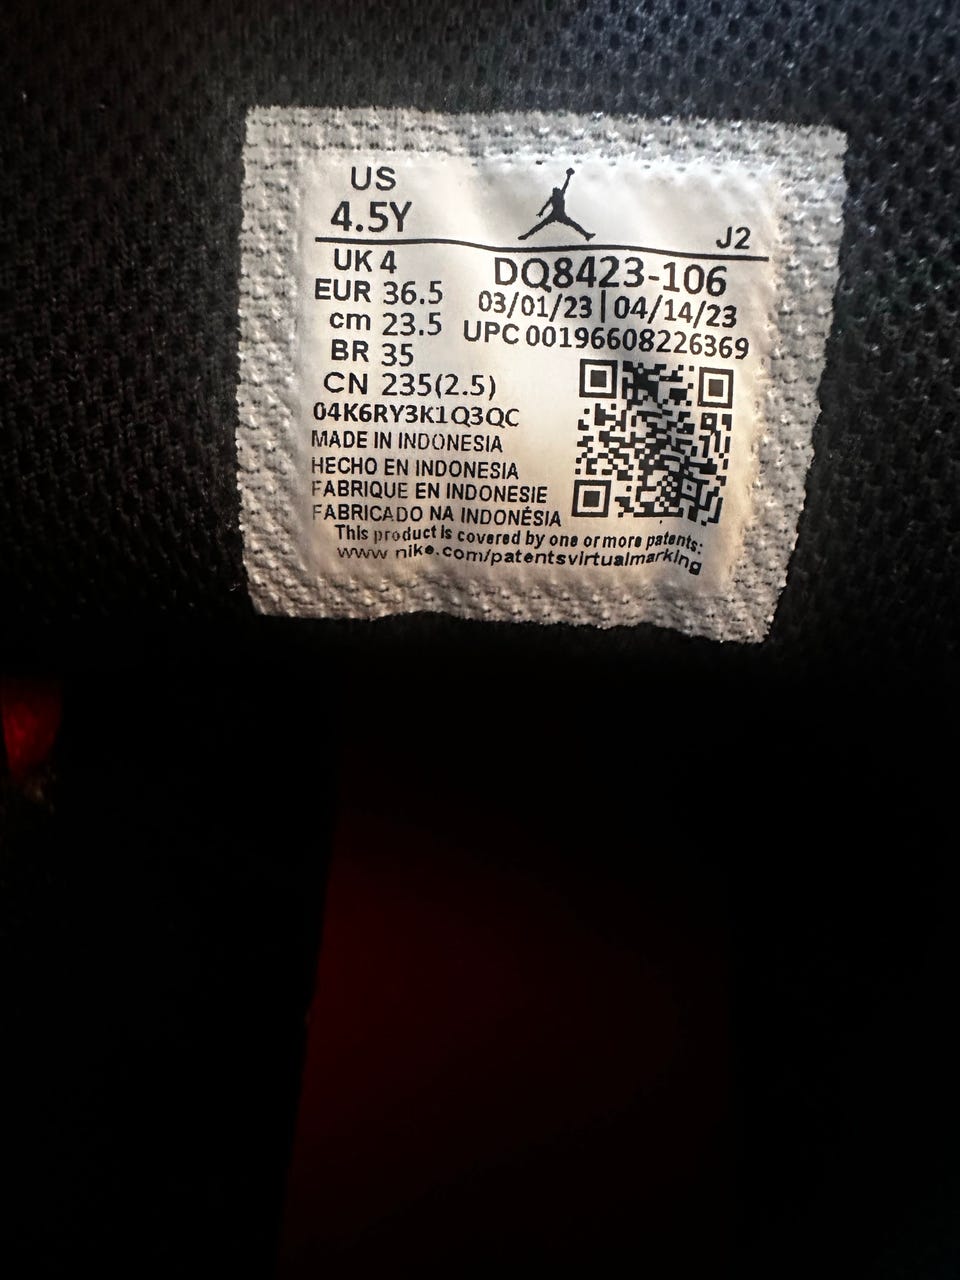 US
4.5Y
J2
UK 4
DQ8423-106
EUR 36.5
03/01/23 | 04/14/23
cm 23.5
UPC 00196608226369
BR 35
CN 235(2.5)
04K6RY3K1Q3QC
MADE IN INDONESIA
HECHO EN INDONESIA
FABRIQUE EN INDONESIE
FABRICADO NA INDONÉSIA
This product is covered by one or more patents:
www nike.com/patentsvirtualmarking